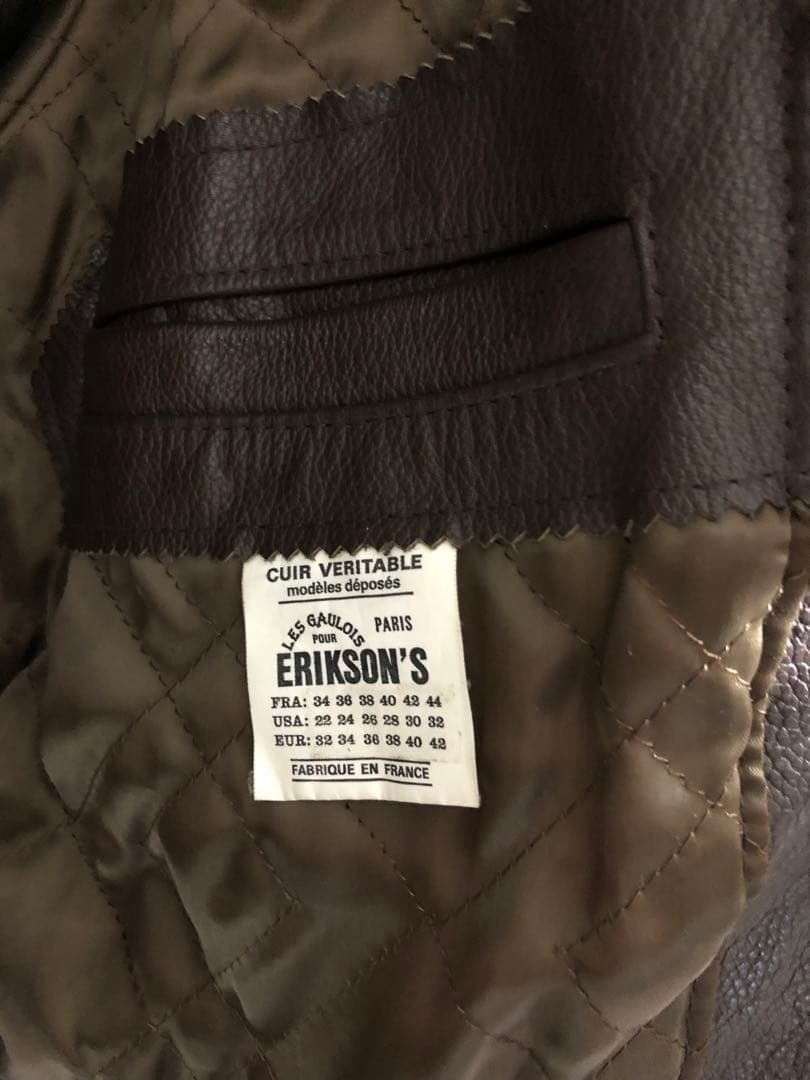 CUIR VERITABLE
modèles déposés
LES GAULOIS
POUR
PARIS
ERIKSON'S
FRA: 34 36 38 40 42 44
USA: 22 24 26 28 30 32
EUR: 32 34 36 38 40 42
FABRIQUE EN FRANCE